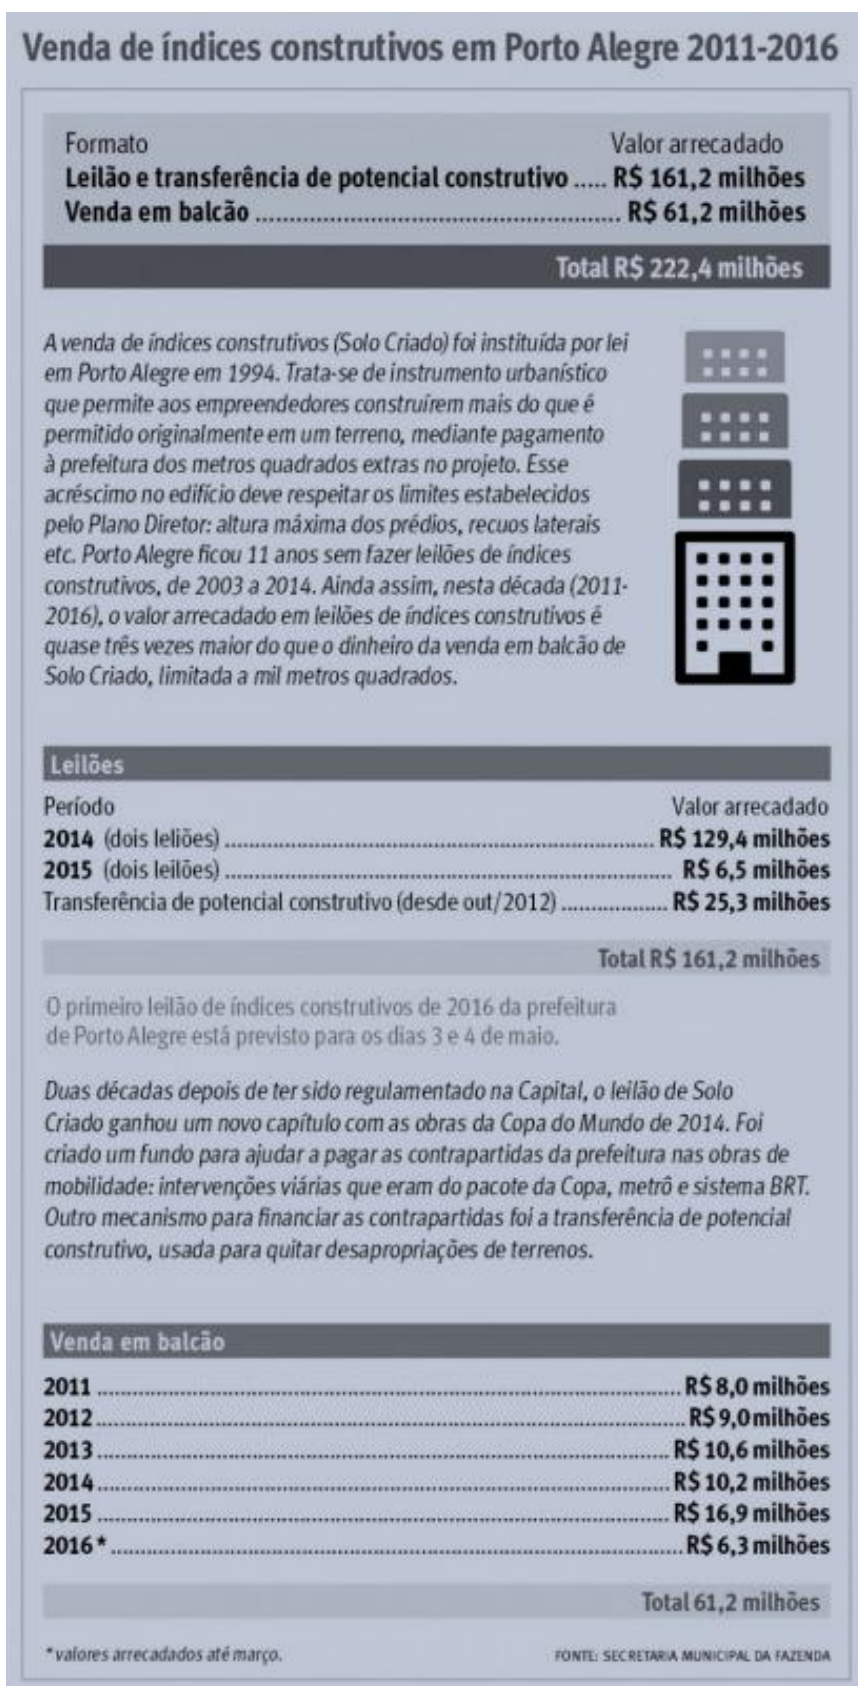 Venda de índices construtivos em Porto Alegre 2011-2016
Formato Valor arrecadado
Leilão e transferência de potencial construtivo ..... R$ 161,2 milhões
Venda em balcão ..................................................... R$ 61,2 milhões
Total R$ 222,4 milhões
A venda de índices construtivos (Solo Criado) foi instituída por lei
em Porto Alegre em 1994. Trata-se de instrumento urbanístico
que permite aos empreendedores construírem mais do que é
permitido originalmente em um terreno, mediante pagamento
à prefeitura dos metros quadrados extras no projeto. Esse
acréscimo no edifício deve respeitar os limites estabelecidos
pelo Plano Diretor: altura máxima dos prédios, recuos laterais
etc. Porto Alegre ficou 11 anos sem fazer leilões de índices
construtivos, de 2003 a 2014. Ainda assim, nesta década (2011-
2016), o valor arrecadado em leilões de índices construtivos é
quase três vezes maior do que o dinheiro da venda em balcão de
Solo Criado, limitada a mil metros quadrados.
Leilões
Período Valor arrecadado
2014 (dois leliões) ..................................................................... R$ 129,4 milhões
2015 (dois leilões) ........................................................................ R$ 6,5 milhões
Transferência de potencial construtivo (desde out/2012) ................. R$ 25,3 milhões
Total R$ 161,2 milhões
O primeiro leilão de índices construtivos de 2016 da prefeitura
de Porto Alegre está previsto para os dias 3 e 4 de maio.
Duas décadas depois de ter sido regulamentado na Capital, o leilão de Solo
Criado ganhou um novo capítulo com as obras da Copa do Mundo de 2014. Foi
criado um fundo para ajudar a pagar as contrapartidas da prefeitura nas obras de
mobilidade: intervenções viárias que eram do pacote da Copa, metrô e sistema BRT.
Outro mecanismo para financiar as contrapartidas foi a transferência de potencial
construtivo, usada para quitar desapropriações de terrenos.
Venda em balcão
2011 ................................................................................................ R$ 8,0 milhões
2012 ................................................................................................ R$ 9,0 milhões
2013 .............................................................................................. R$ 10,6 milhões
2014 .............................................................................................. R$ 10,2 milhões
2015 .............................................................................................. R$ 16,9 milhões
2016 * .............................................................................................. R$ 6,3 milhões
Total 61,2 milhões
* valores arrecadados até março. FONTE: SECRETARIA MUNICIPAL DA FAZENDA